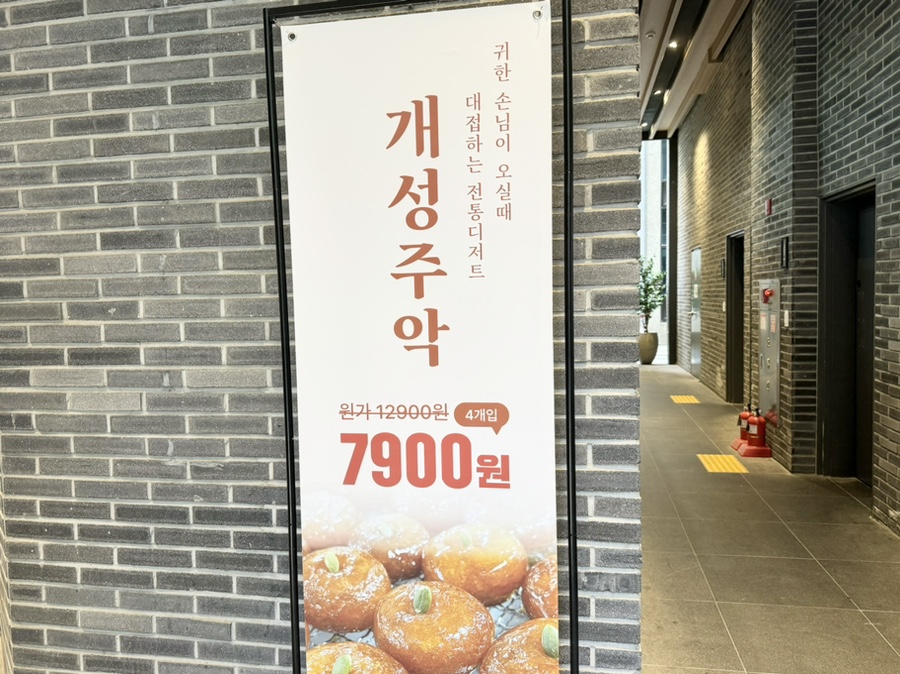 귀한 손님이 오실때
대접하는 전통디저트
개성주악
원가 12900원
4개입
7900원